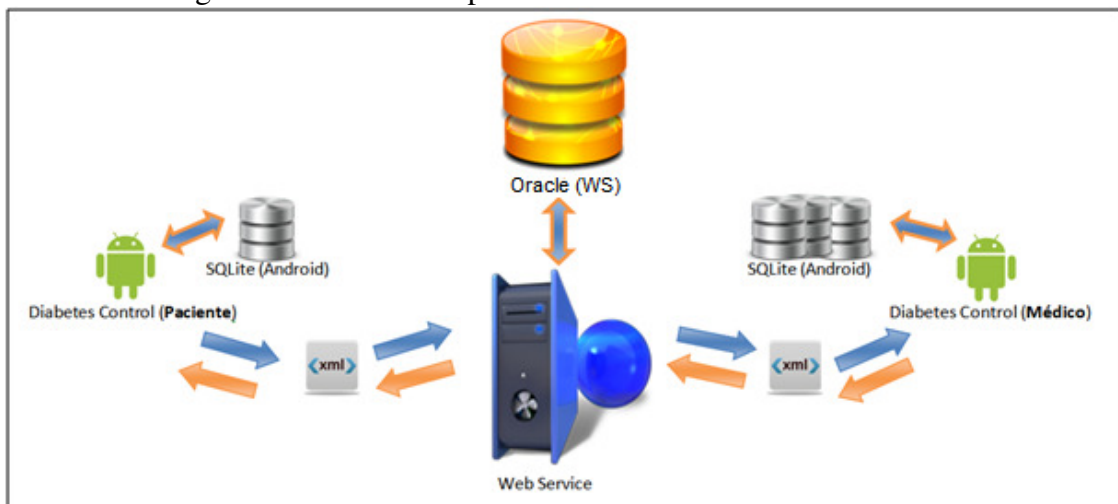 Oracle (WS)
SQLite (Android)
SQLite (Android)
Diabetes Control (Paciente)
Diabetes Control (Médico)
<xml>
<xml>
Web Service